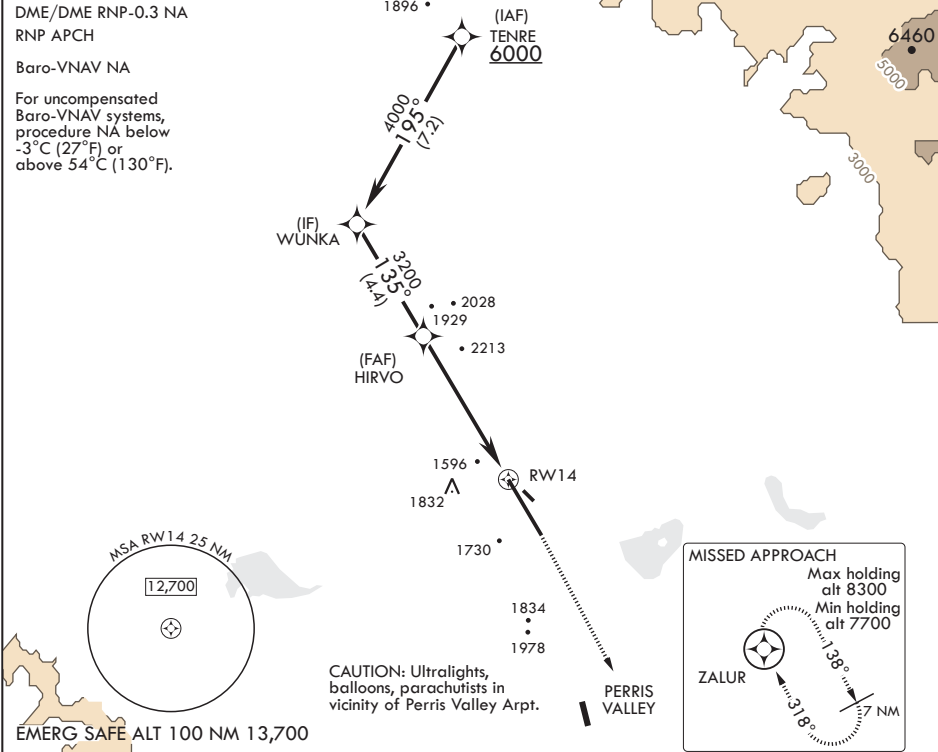 DME/DME RNP-0.3 NA
RNP APCH
Baro-VNAV NA
For uncompensated
Baro-VNAV systems,
procedure NA below
-3°C (27°F) or
above 54°C (130°F).
1896
(IAF)
TENRE
6000
6460
5000
3000
4000
195°
(7.2)
(IF)
WUNKA
3200
135°
(4.4)
2028
1929
2213
(FAF)
HIRVO
1596
RW14
1832
1730
1834
1978
MSA RW14 25 NM
12,700
CAUTION: Ultralights,
balloons, parachutists in
vicinity of Perris Valley Arpt.
PERRIS
VALLEY
MISSED APPROACH
Max holding
alt 8300
Min holding
alt 7700
ZALUR
138°
318°
7 NM
EMERG SAFE ALT 100 NM 13,700